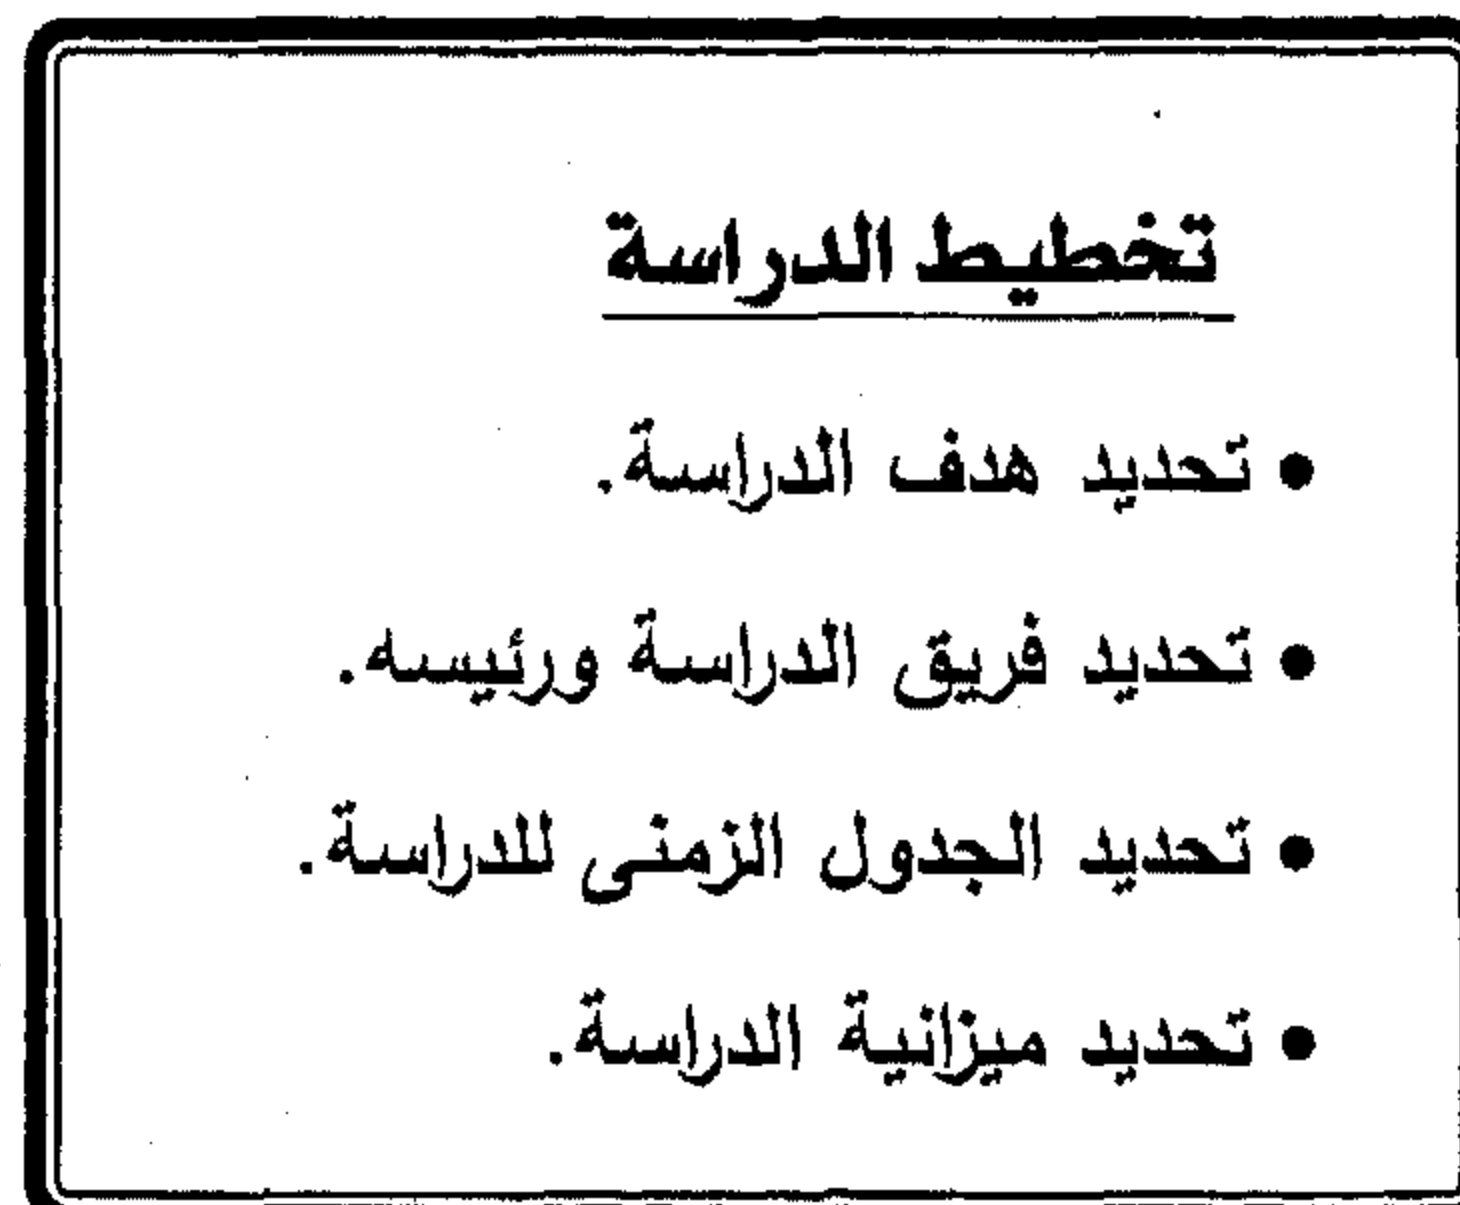 تخطيط الدراسة
• تحديد هدف الدراسة.
• تحديد فريق الدراسة ورئيسه.
• تحديد الجدول الزمنى للدراسة.
• تحديد ميزانية الدراسة.